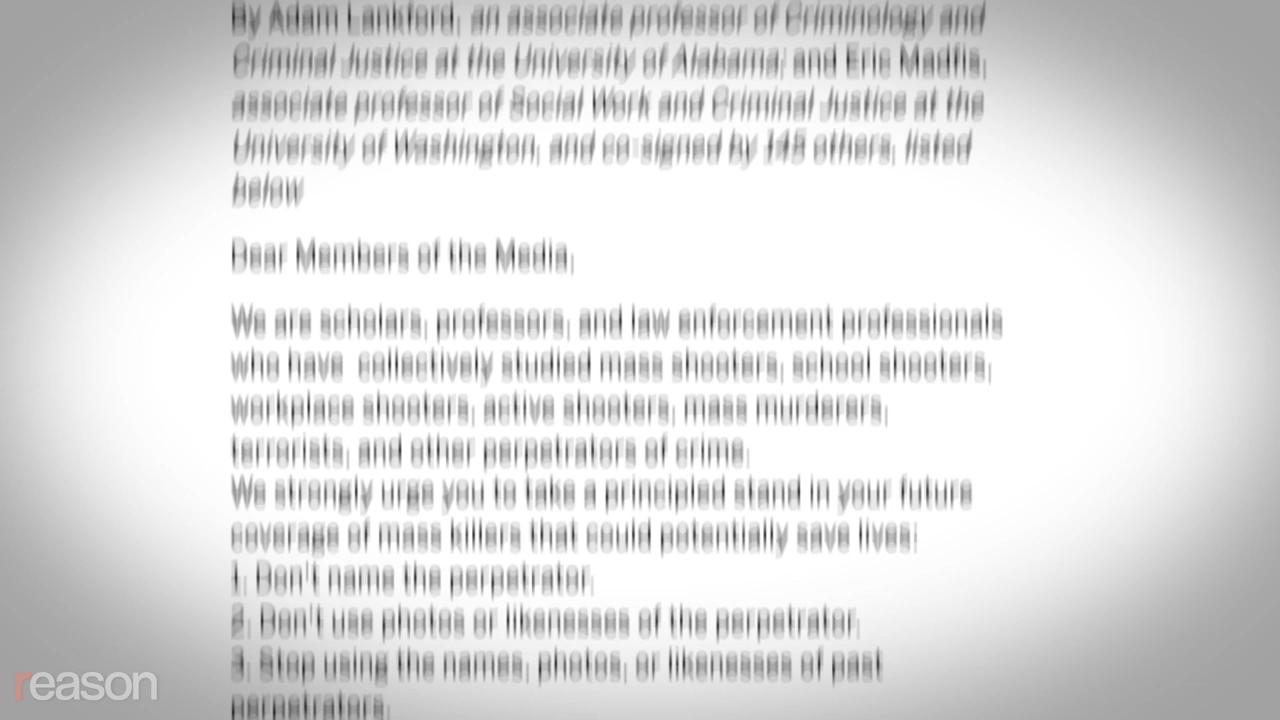 By Adam Lankford, an associate professor of Criminology and
Criminal Justice at the University of Alabama; and Eric Madfis,
associate professor of Social Work and Criminal Justice at the
University of Washington, and co-signed by 145 others, listed
below
Dear Members of the Media,
We are scholars, professors, and law enforcement professionals
who have collectively studied mass shooters, school shooters,
workplace shooters, active shooters, mass murderers,
terrorists, and other perpetrators of crime.
We strongly urge you to take a principled stand in your future
coverage of mass killers that could potentially save lives:
1. Don't name the perpetrator.
2. Don't use photos or likenesses of the perpetrator.
3. Stop using the names, photos, or likenesses of past
perpetrators.
reason